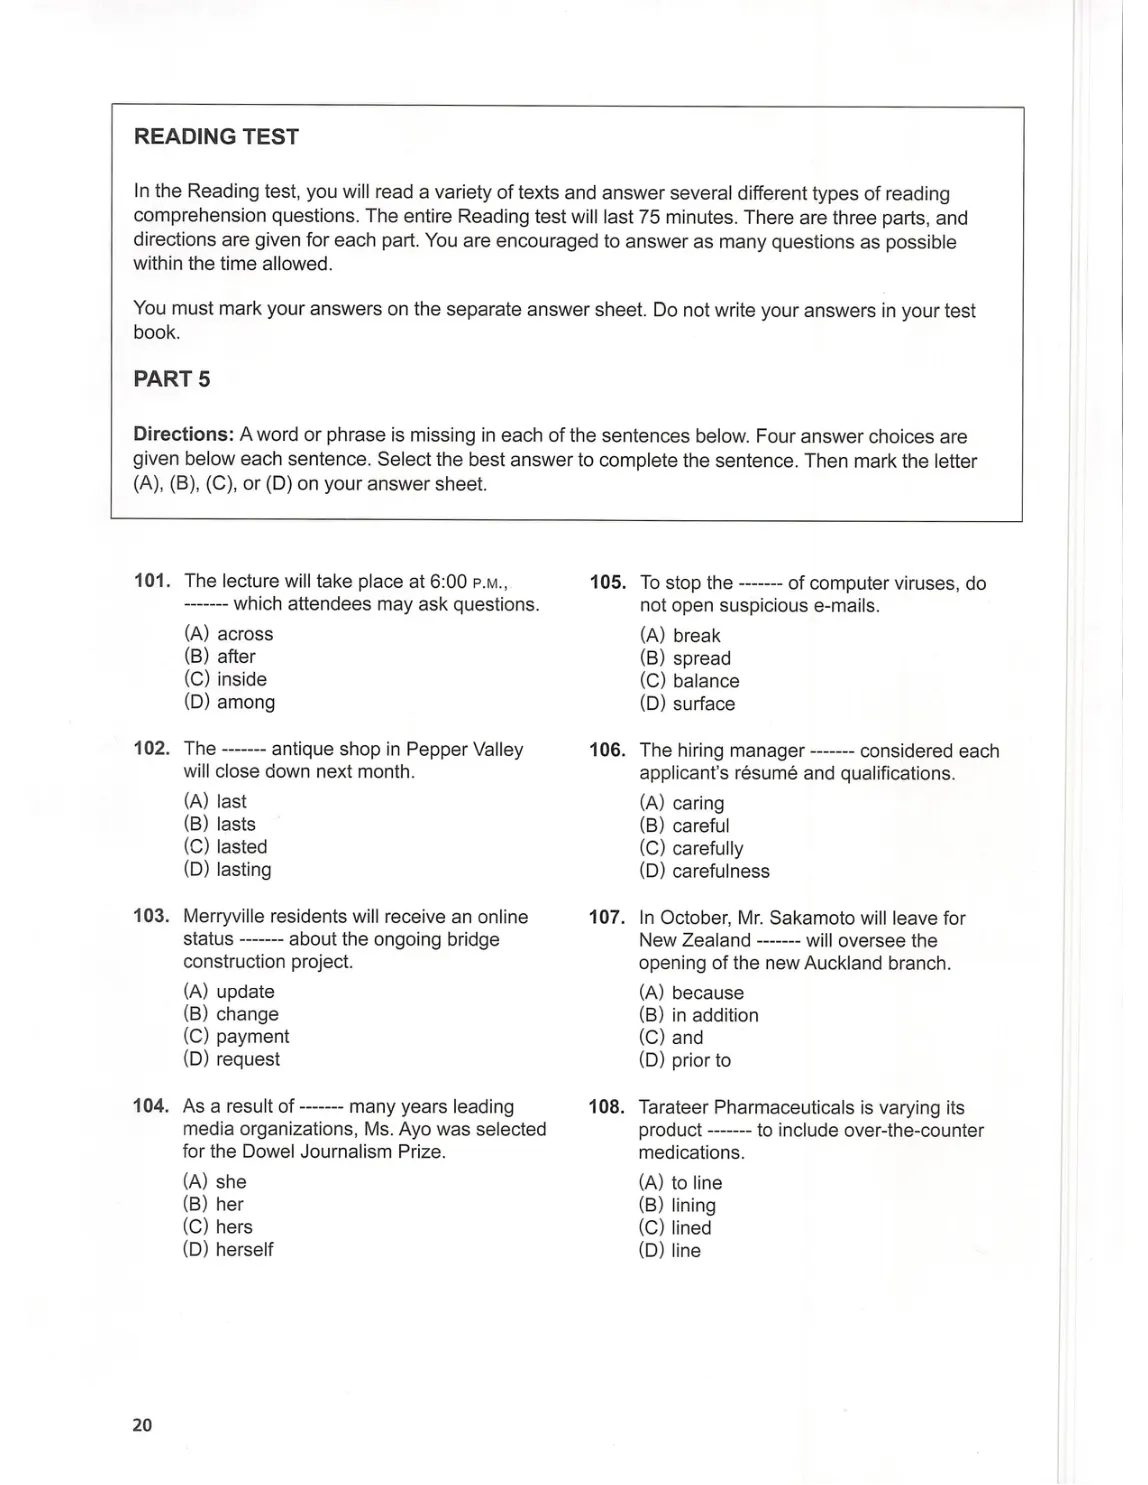 READING TEST
In the Reading test, you will read a variety of texts and answer several different types of reading
comprehension questions. The entire Reading test will last 75 minutes. There are three parts, and
directions are given for each part. You are encouraged to answer as many questions as possible
within the time allowed.
You must mark your answers on the separate answer sheet. Do not write your answers in your test
book.
PART 5
Directions: A word or phrase is missing in each of the sentences below. Four answer choices are
given below each sentence. Select the best answer to complete the sentence. Then mark the letter
(A), (B), (C), or (D) on your answer sheet.
101. The lecture will take place at 6:00 P.M.,
------- which attendees may ask questions.
(A) across
(B) after
(C) inside
(D) among
102. The ------- antique shop in Pepper Valley
will close down next month.
(A) last
(B) lasts
(C) lasted
(D) lasting
103. Merryville residents will receive an online
status ------- about the ongoing bridge
construction project.
(A) update
(B) change
(C) payment
(D) request
104. As a result of ------- many years leading
media organizations, Ms. Ayo was selected
for the Dowel Journalism Prize.
(A) she
(B) her
(C) hers
(D) herself
105. To stop the ------- of computer viruses, do
not open suspicious e-mails.
(A) break
(B) spread
(C) balance
(D) surface
106. The hiring manager ------- considered each
applicant's résumé and qualifications.
(A) caring
(B) careful
(C) carefully
(D) carefulness
107. In October, Mr. Sakamoto will leave for
New Zealand ------- will oversee the
opening of the new Auckland branch.
(A) because
(B) in addition
(C) and
(D) prior to
108. Tarateer Pharmaceuticals is varying its
product ------- to include over-the-counter
medications.
(A) to line
(B) lining
(C) lined
(D) line
20